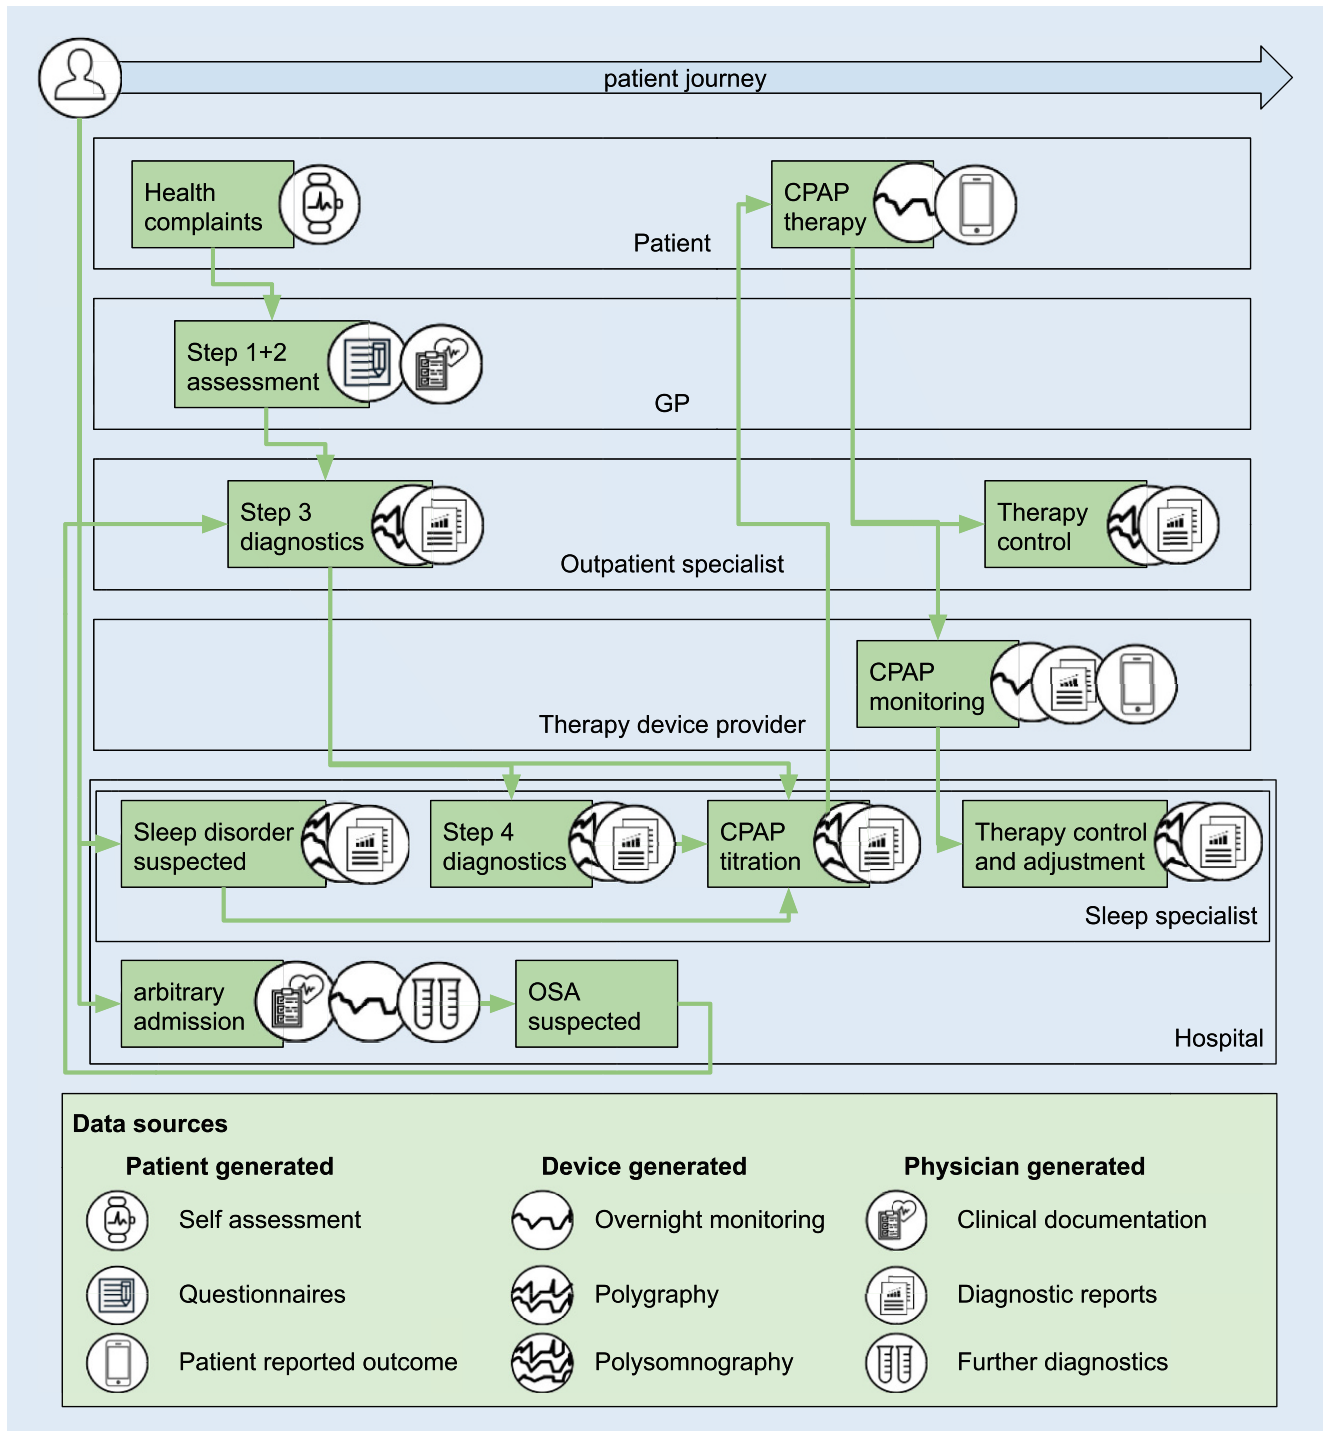 patient journey
Health
complaints
CPAP
therapy
Patient
Step 1+2
assessment
GP
Step 3
diagnostics
Therapy
control
Outpatient specialist
CPAP
monitoring
Therapy device provider
Sleep disorder
suspected
Step 4
diagnostics
CPAP
titration
Therapy control
and adjustment
Sleep specialist
arbitrary
admission
OSA
suspected
Hospital
Data sources
Patient generated
Device generated
Physician generated
Self assessment
Overnight monitoring
Clinical documentation
Questionnaires
Polygraphy
Diagnostic reports
Patient reported outcome
Polysomnography
Further diagnostics